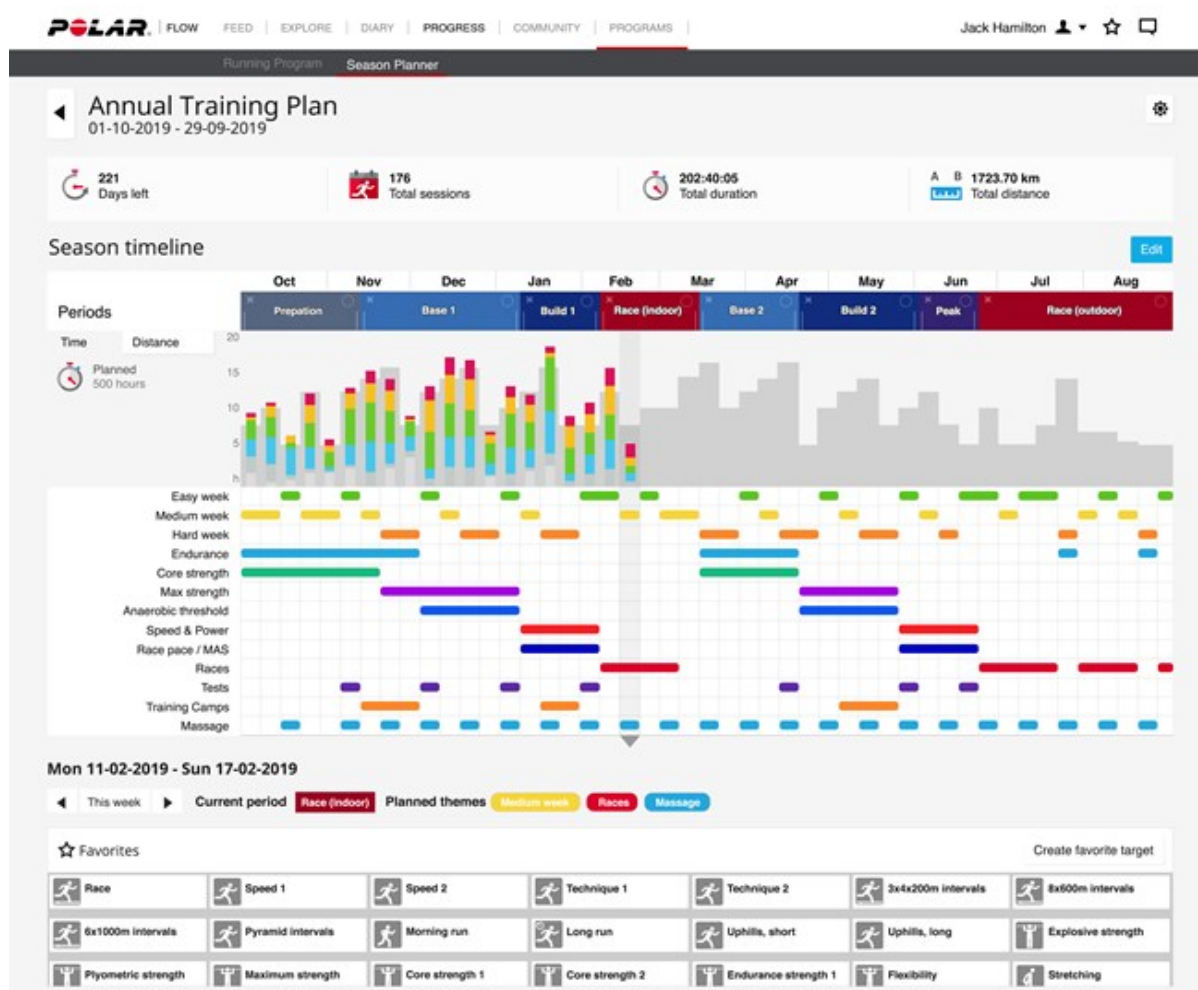 POLAR. FLOW FEED EXPLORE DIARY PROGRESS COMMUNITY PROGRAMS Jack Hamilton
Running Program Season Planner
Annual Training Plan
01-10-2019 - 29-09-2019
221
Days left
176
Total sessions
202:40:05
Total duration
A B 1723.70 km
Total distance
Season timeline
Edit
Oct Nov Dec Jan Feb Mar Apr May Jun Jul Aug
Periods
Prepation Base 1 Build 1 Race (indoor) Base 2 Build 2 Peak Race (outdoor)
Time Distance
Planned
500 hours
20
15
10
5
h
Easy week
Medium week
Hard week
Endurance
Core strength
Max strength
Anaerobic threshold
Speed & Power
Race pace / MAS
Races
Tests
Training Camps
Massage
Mon 11-02-2019 - Sun 17-02-2019
This week Current period Race (indoor) Planned themes Medium week Races Massage
Favorites
Create favorite target
Race Speed 1 Speed 2 Technique 1 Technique 2 3x4x200m intervals 8x600m intervals
6x1000m intervals Pyramid intervals Morning run Long run Uphills, short Uphills, long Explosive strength
Plyometric strength Maximum strength Core strength 1 Core strength 2 Endurance strength 1 Flexibility Stretching